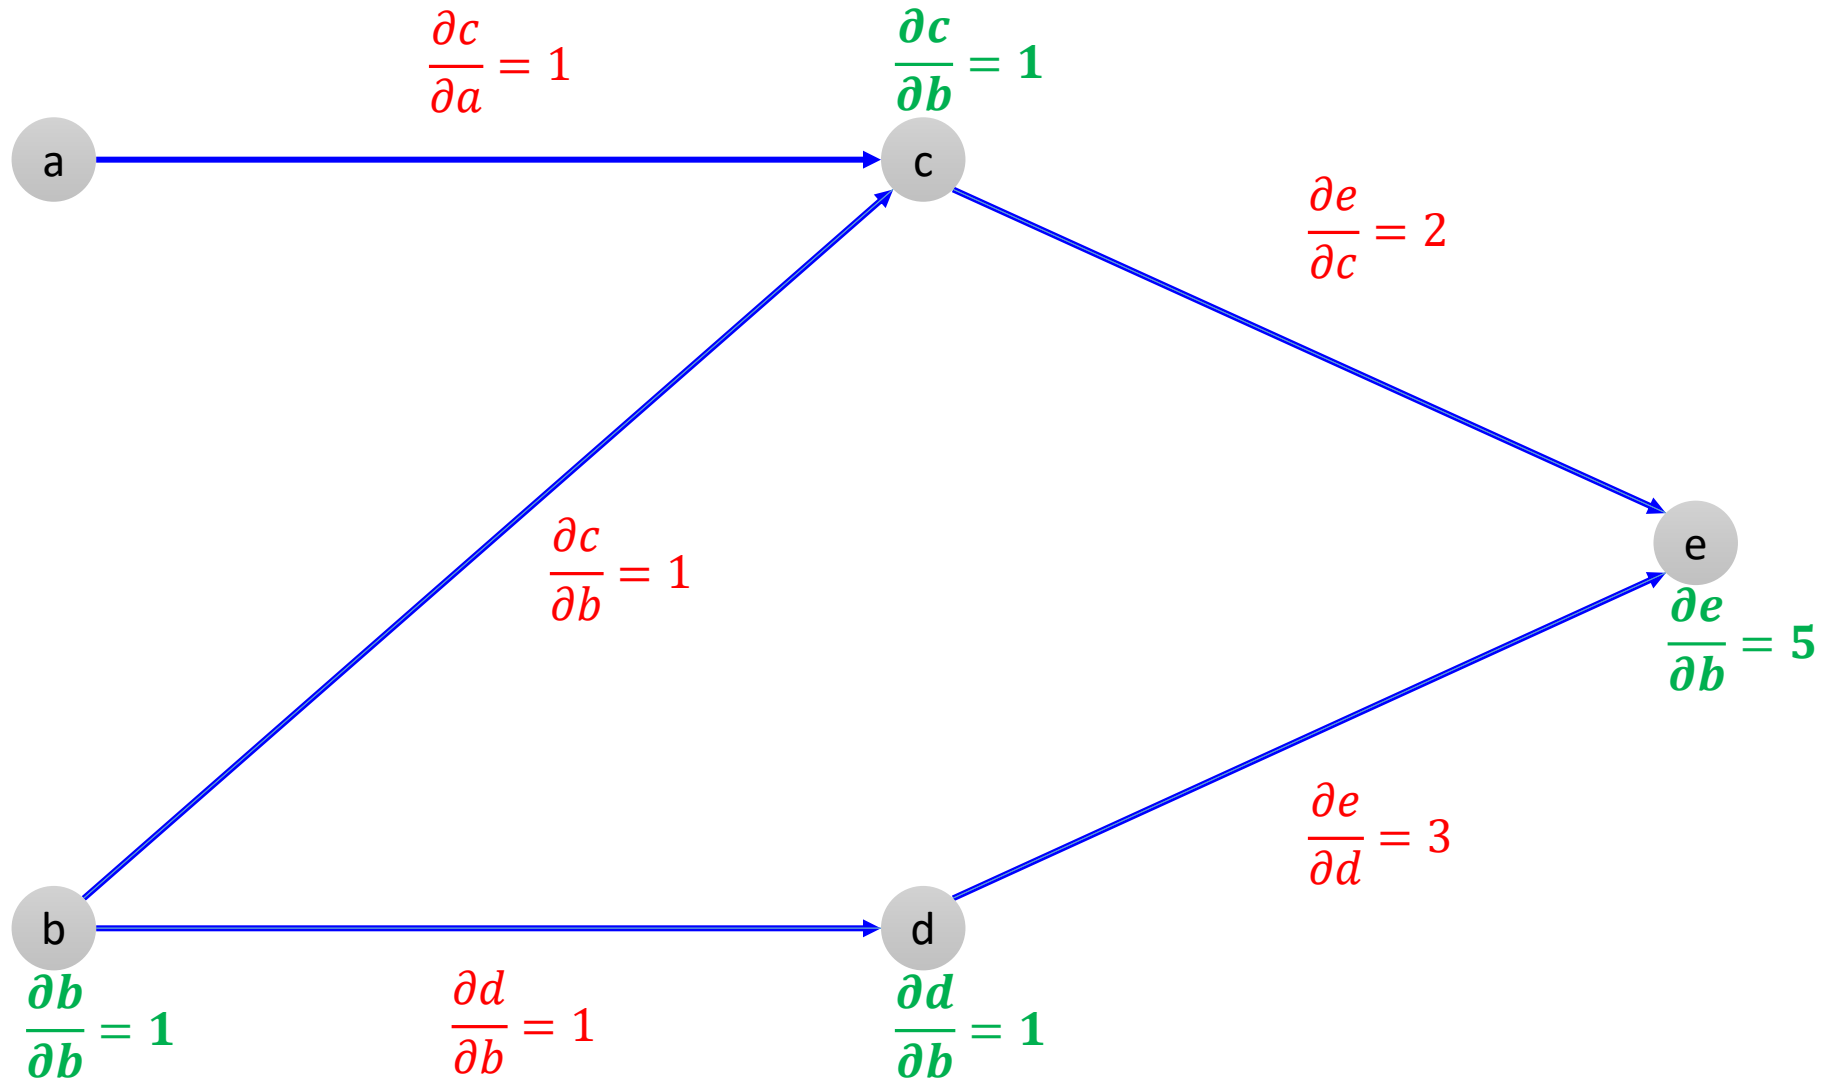 ∂c/∂a = 1
∂c/∂b = 1
a
c
∂e/∂c = 2
∂c/∂b = 1
e
∂e/∂b = 5
∂e/∂d = 3
b
d
∂b/∂b = 1
∂d/∂b = 1
∂d/∂b = 1